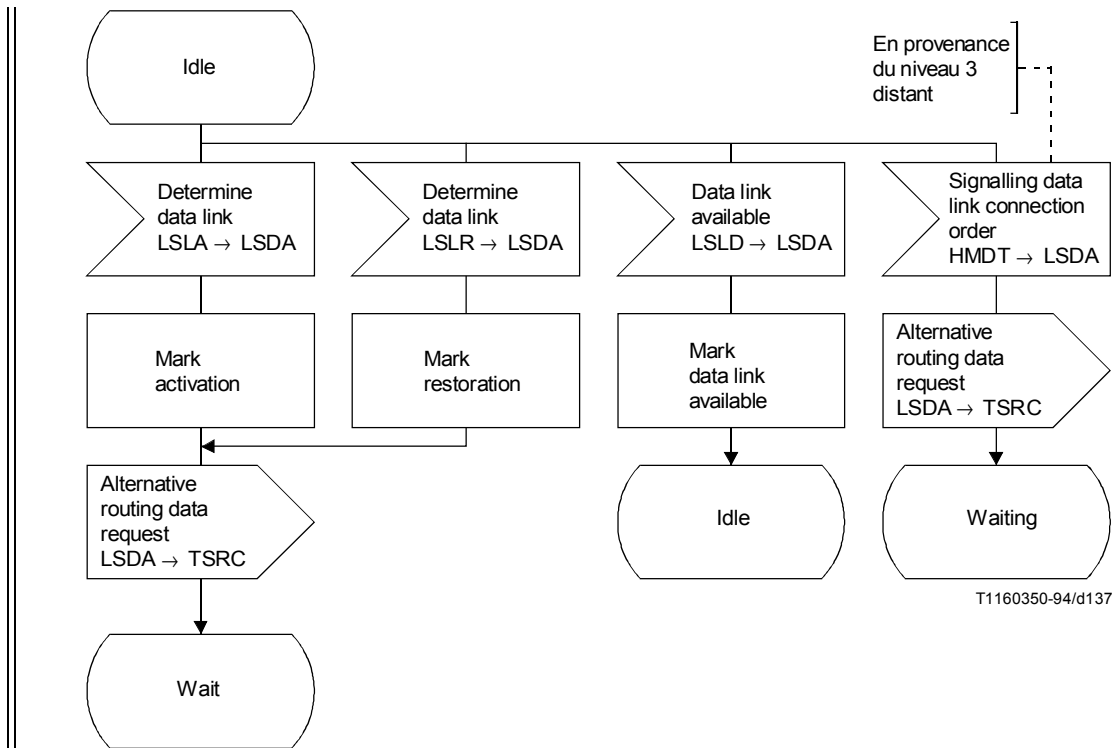 Idle
En provenance
du niveau 3
distant
Determine
data link
LSLA → LSDA
Determine
data link
LSLR → LSDA
Data link
available
LSLD → LSDA
Signalling data
link connection
order
HMDT → LSDA
Mark
activation
Mark
restoration
Mark
data link
available
Alternative
routing data
request
LSDA → TSRC
Alternative
routing data
request
LSDA → TSRC
Idle
Waiting
T1160350-94/d137
Wait